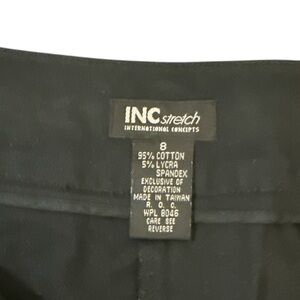 INC stretch
INTERNATIONAL CONCEPTS
8
95% COTTON
5% LYCRA
SPANDEX
EXCLUSIVE OF
DECORATION
MADE IN TAIWAN
R. O. C.
WPL 8046
CARE SEE
REVERSE